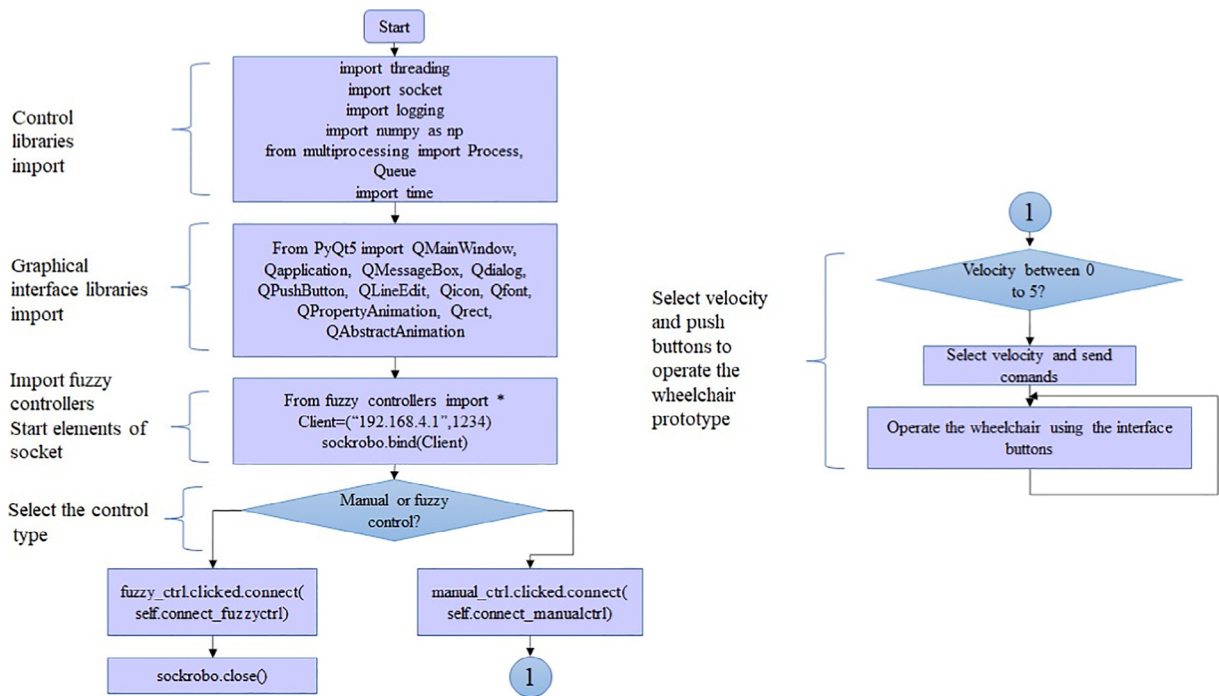 Start
Control
libraries
import
import threading
import socket
import logging
import numpy as np
from multiprocessing import Process,
Queue
import time
Graphical
interface libraries
import
From PyQt5 import QMainWindow,
Qapplication, QMessageBox, Qdialog,
QPushButton, QLineEdit, Qicon, Qfont,
QPropertyAnimation, Qrect,
QAbstractAnimation
Import fuzzy
controllers
Start elements of
socket
From fuzzy controllers import *
Client=(“192.168.4.1”,1234)
sockrobo.bind(Client)
Select the control
type
Manual or fuzzy
control?
fuzzy_ctrl.clicked.connect(
self.connect_fuzzyctrl)
sockrobo.close()
manual_ctrl.clicked.connect(
self.connect_manualctrl)
1
1
Select velocity
and push
buttons to
operate the
wheelchair
prototype
Velocity between 0
to 5?
Select velocity and send
comands
Operate the wheelchair using the interface
buttons